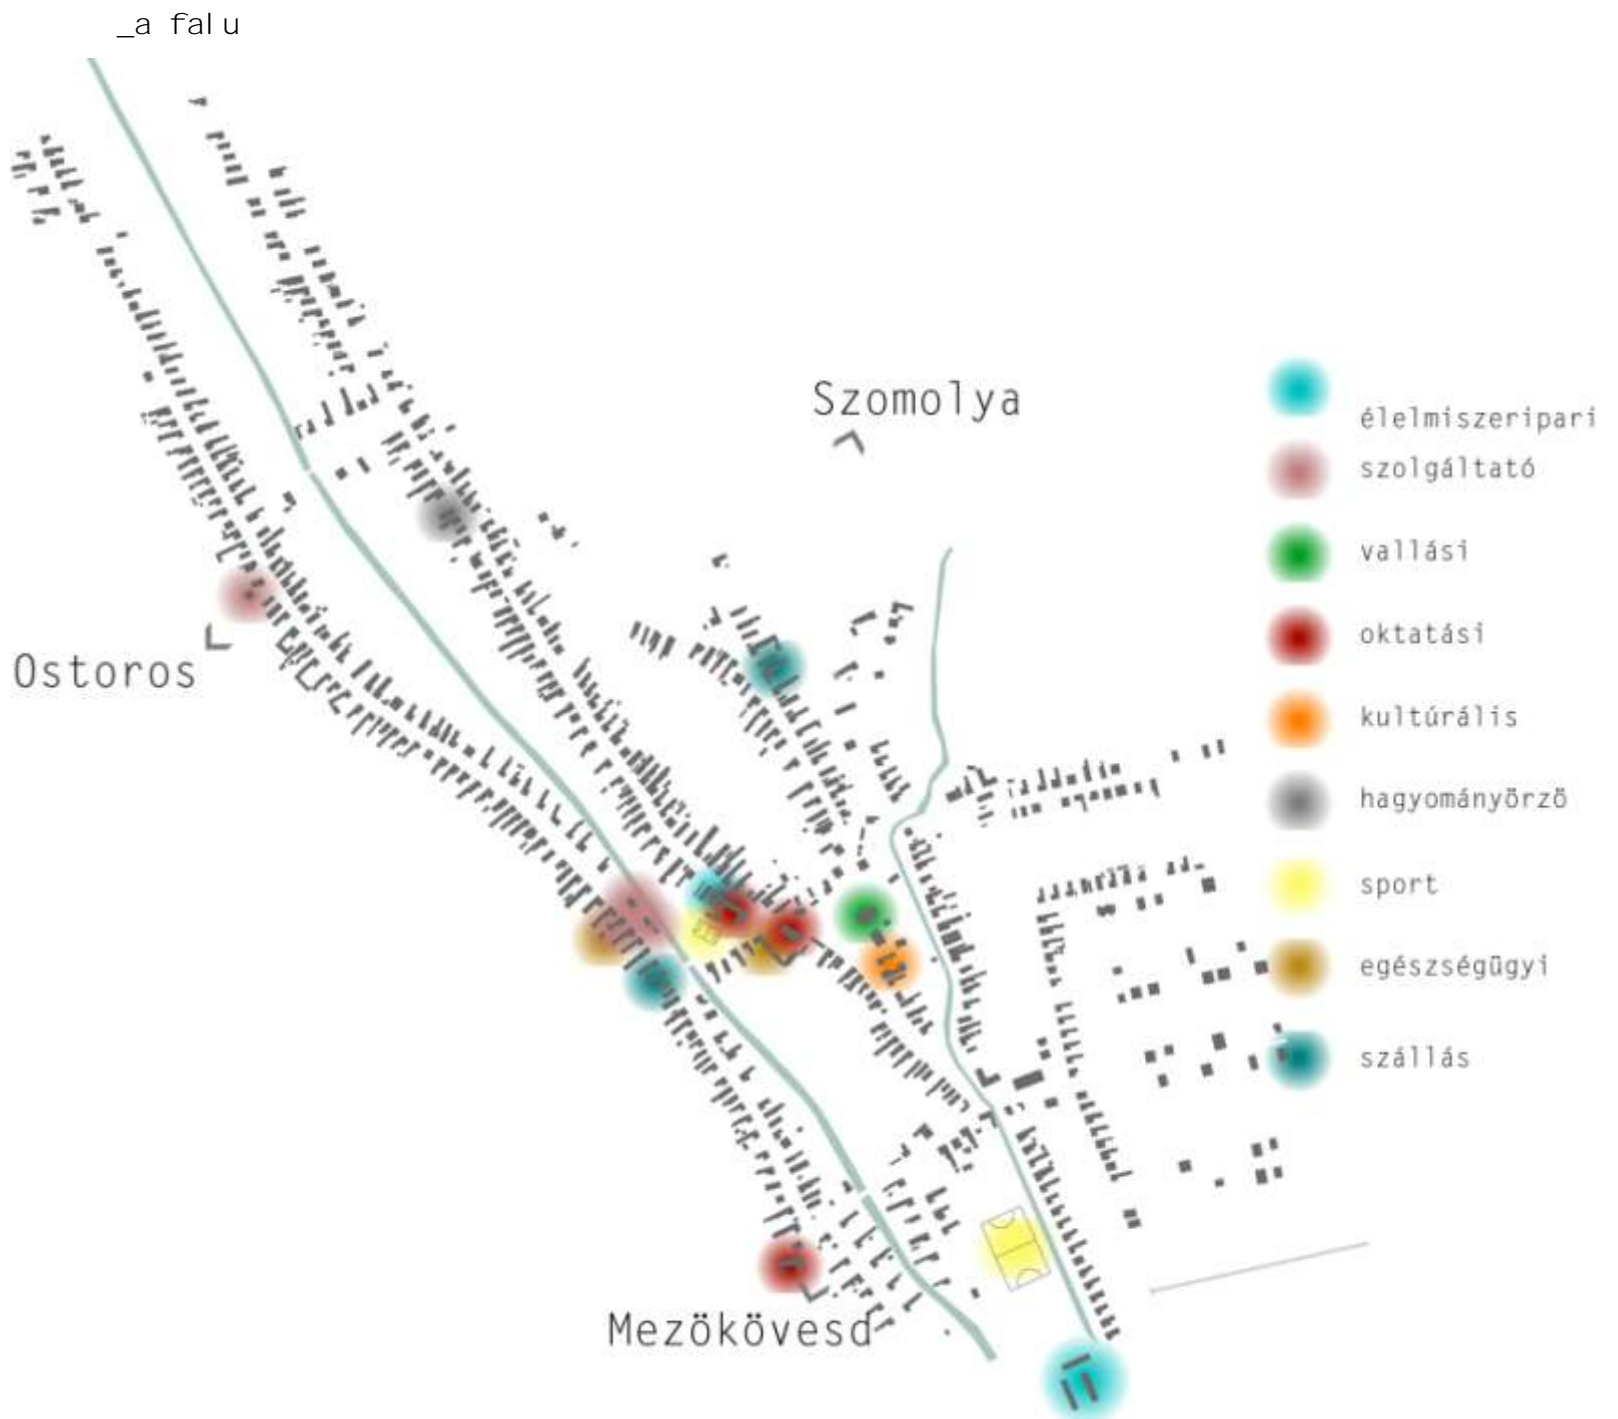 _a falu
Szomolya
Ostoros
Mezökövesd
élelmiszeripari
szolgáltató
vallási
oktatási
kultúrális
hagyományörzö
sport
egészségügyi
szállás